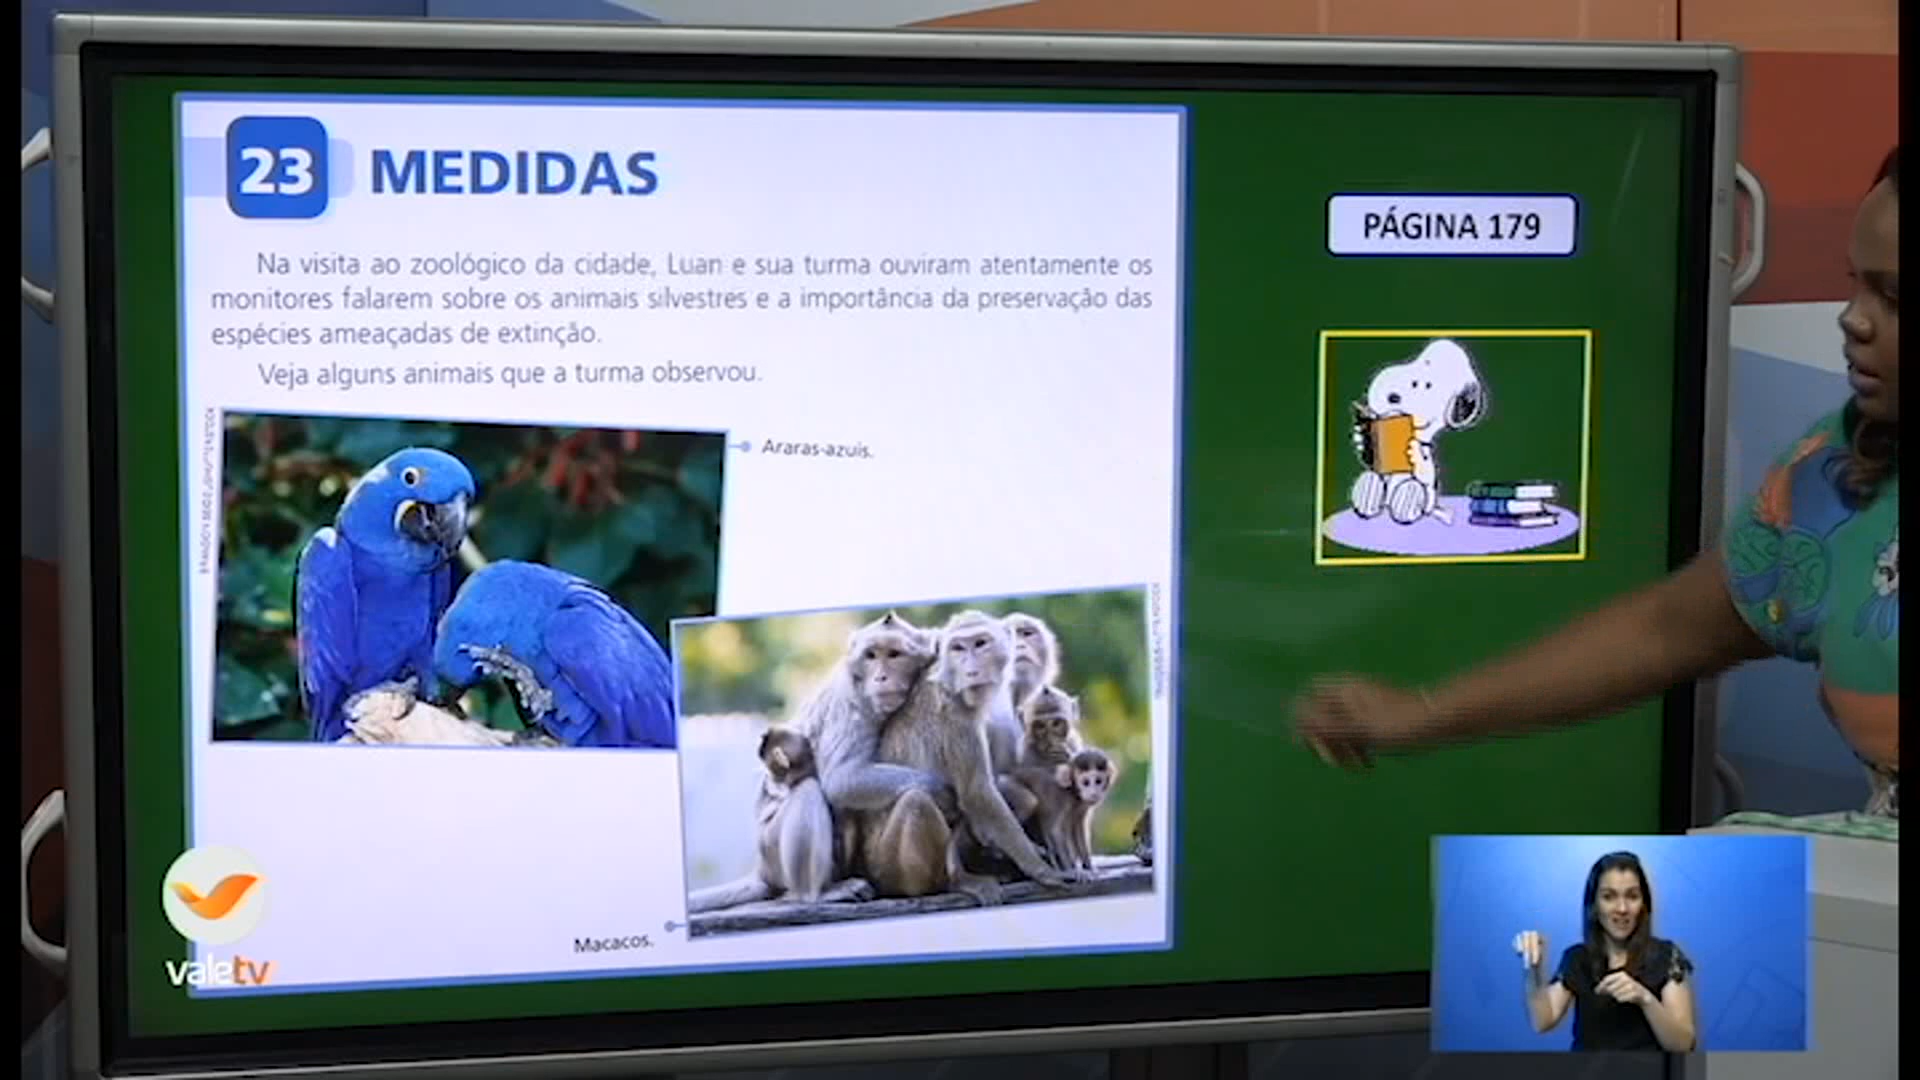 23 MEDIDAS
Na visita ao zoológico da cidade, Luan e sua turma ouviram atentamente os
monitores falarem sobre os animais silvestres e a importância da preservação das
espécies ameaçadas de extinção.
Veja alguns animais que a turma observou.
Araras-azuis.
Macacos.
PÁGINA 179
valetv